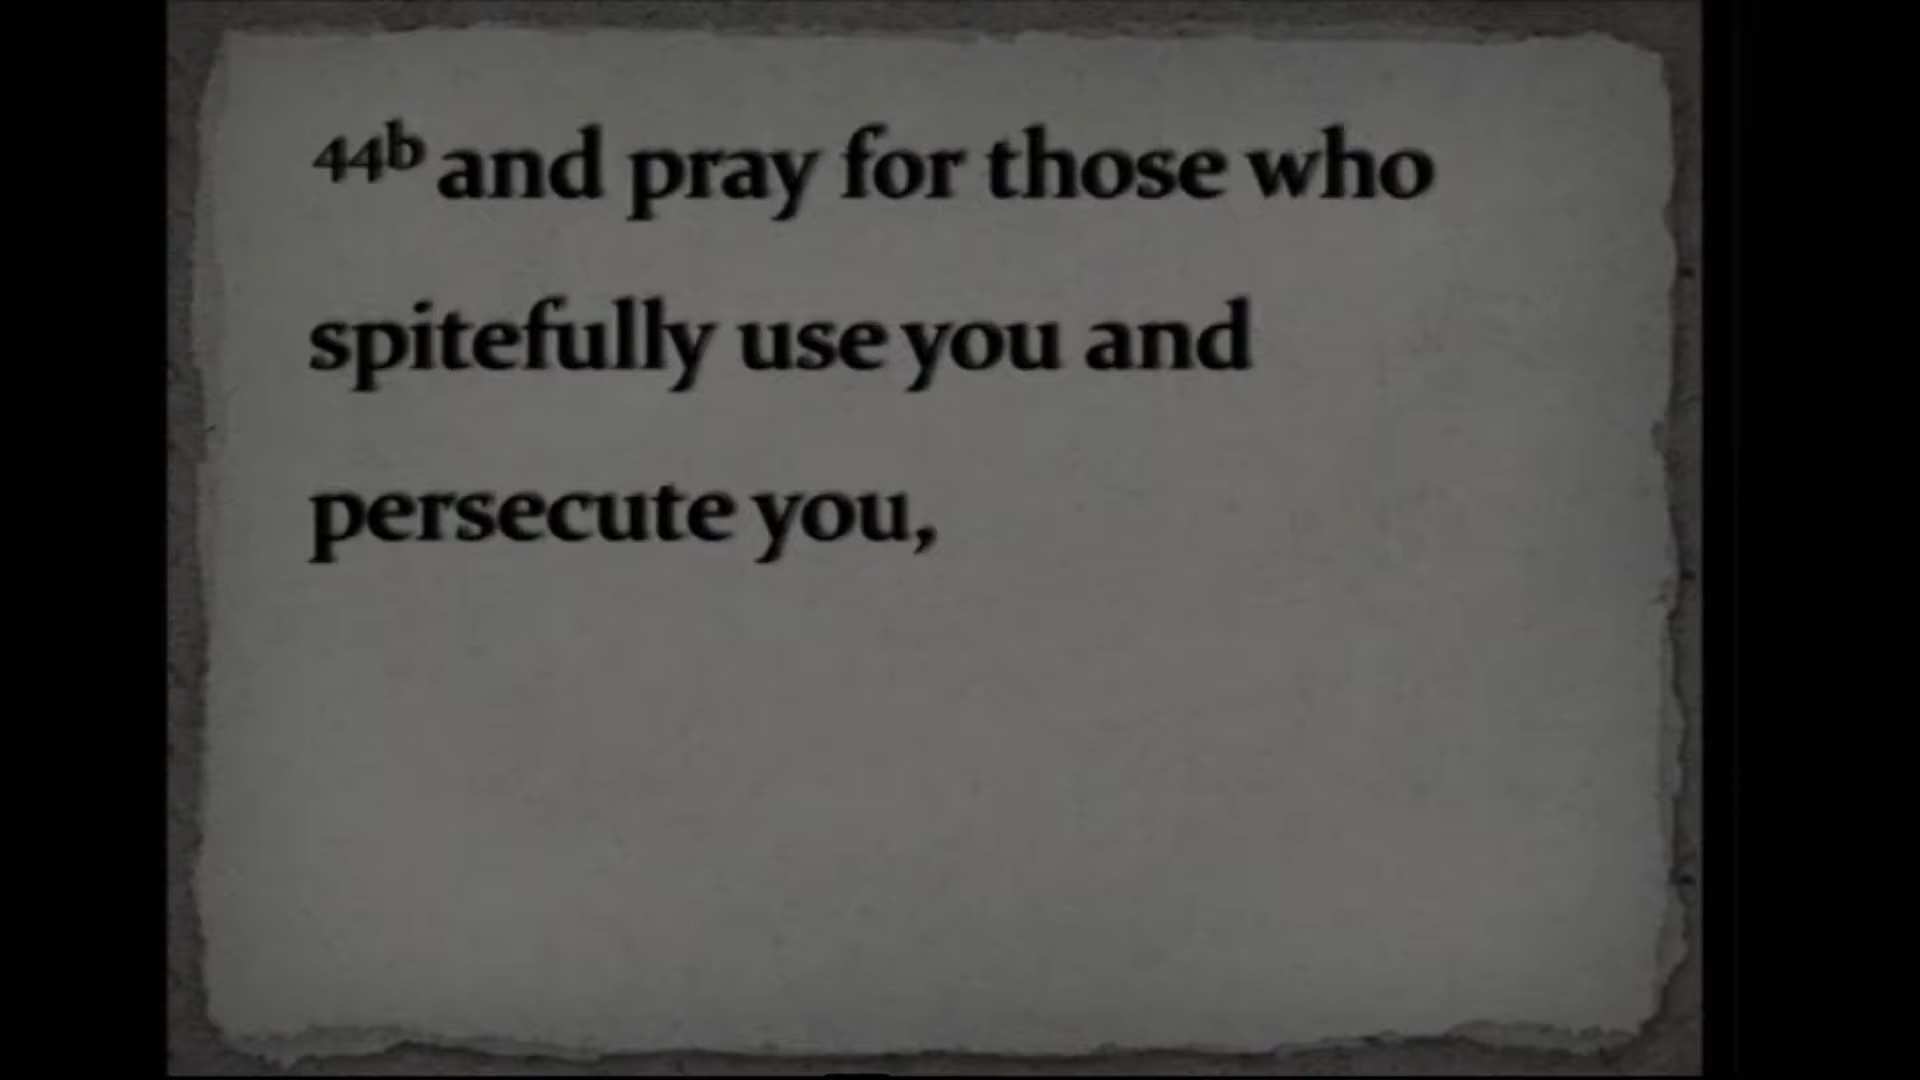 44b and pray for those who
spitefully use you and
persecute you,